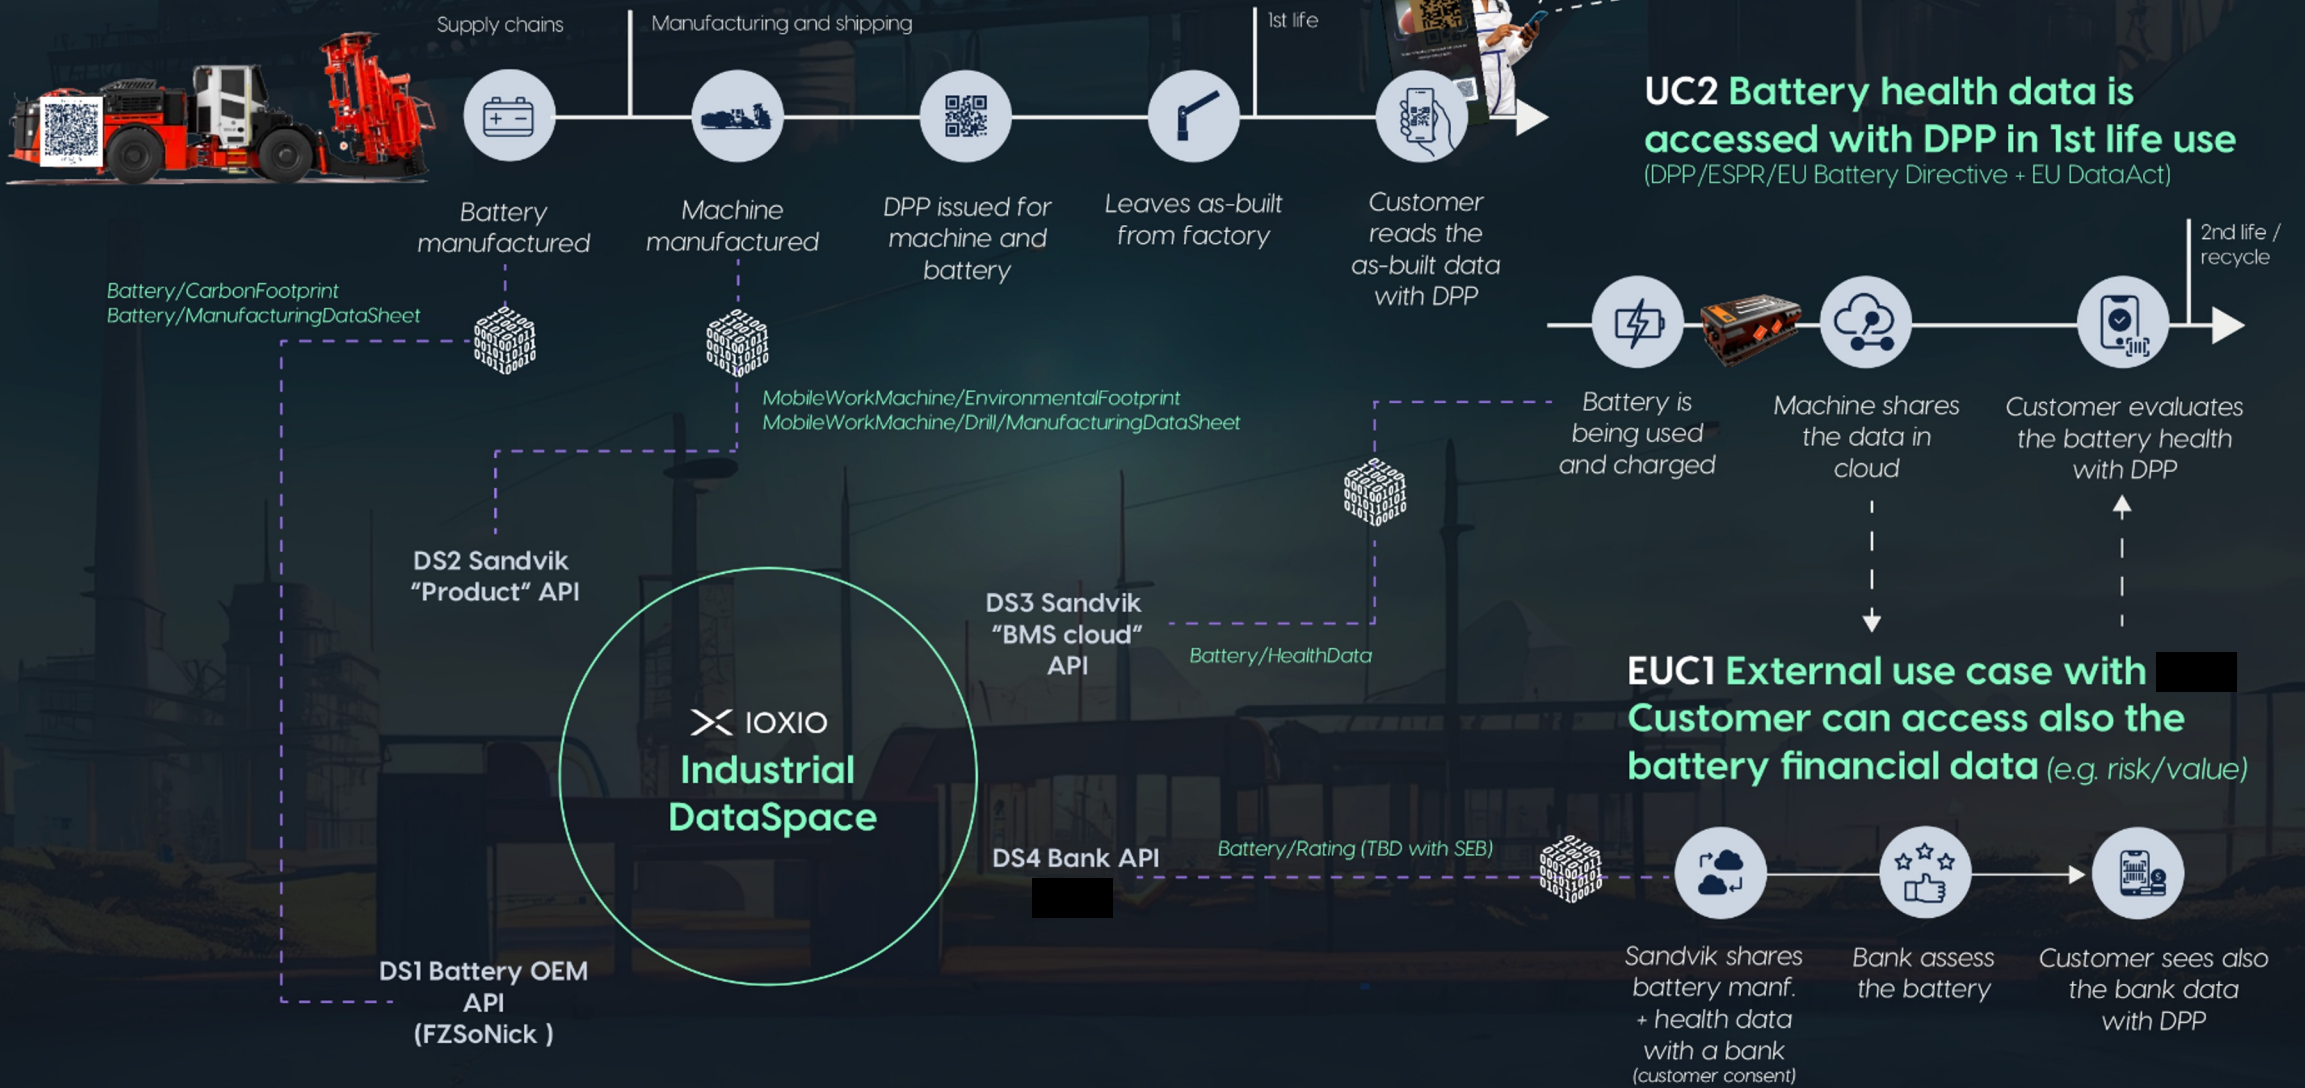 Supply chains
Manufacturing and shipping
1st life
Battery
manufactured
Machine
manufactured
DPP issued for
machine and
battery
Leaves as-built
from factory
Customer
reads the
as-built data
with DPP
UC2 Battery health data is
accessed with DPP in 1st life use
(DPP/ESPR/EU Battery Directive + EU DataAct)
2nd life /
recycle
Battery is
being used
and charged
Machine shares
the data in
cloud
Customer evaluates
the battery health
with DPP
Battery/CarbonFootprint
Battery/ManufacturingDataSheet
MobileWorkMachine/EnvironmentalFootprint
MobileWorkMachine/Drill/ManufacturingDataSheet
DS2 Sandvik
"Product" API
DS3 Sandvik
"BMS cloud"
API
Battery/HealthData
IOXIO
Industrial
DataSpace
DS4 Bank API
Battery/Rating (TBD with SEB)
DS1 Battery OEM
API
(FZSoNick )
EUC1 External use case with
Customer can access also the
battery financial data (e.g. risk/value)
Sandvik shares
battery manf.
+ health data
with a bank
(customer consent)
Bank assess
the battery
Customer sees also
the bank data
with DPP